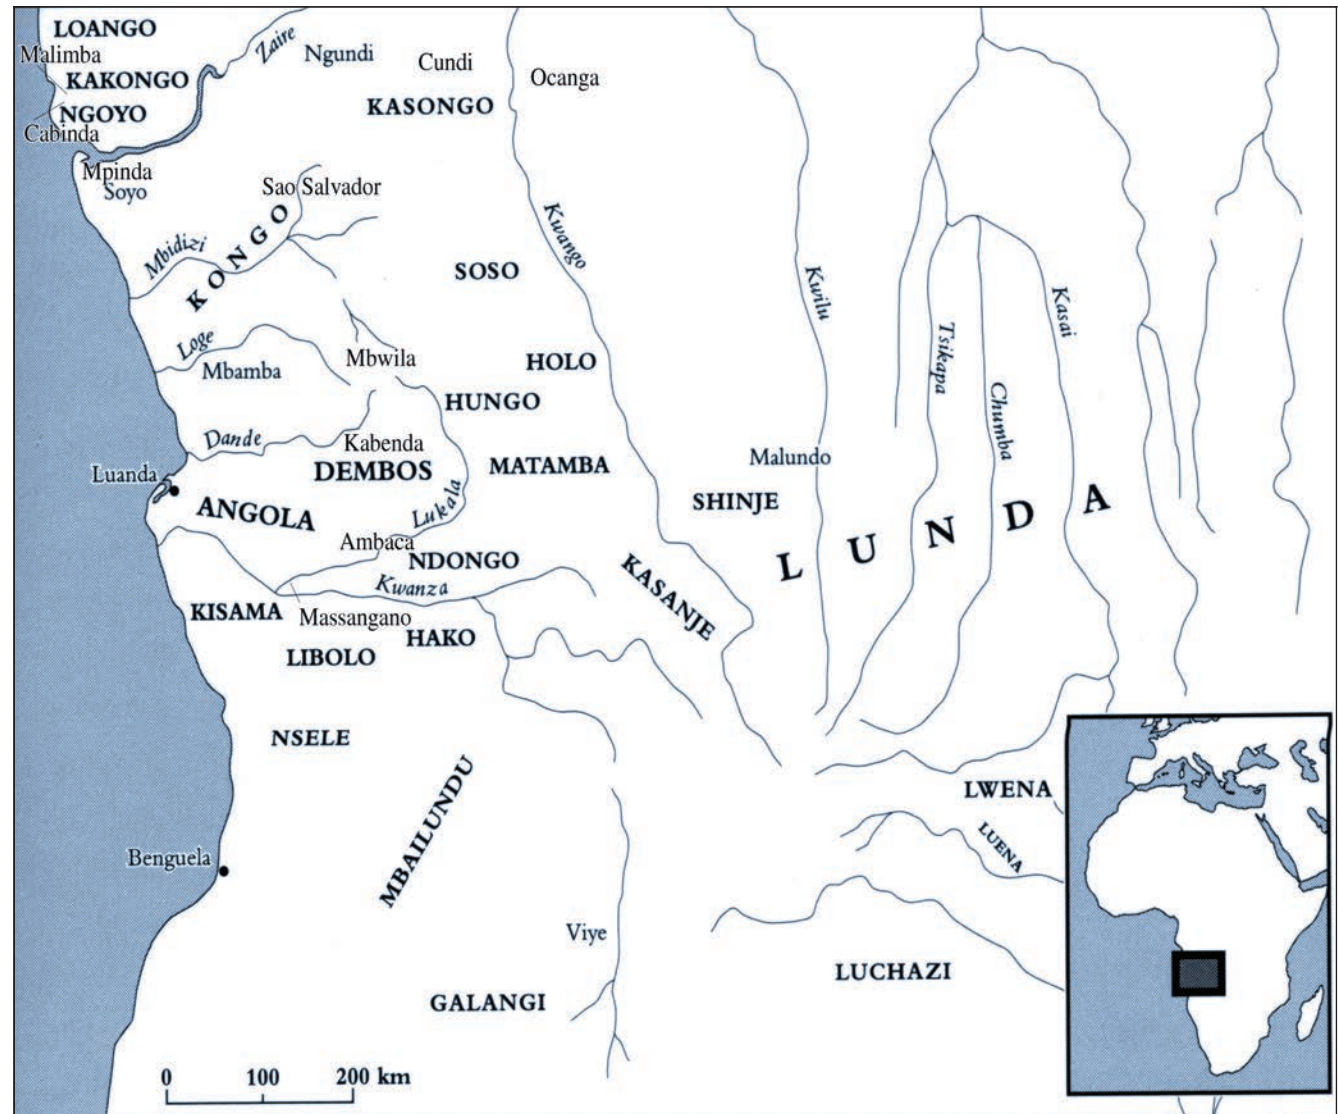 LOANGO
Malimba
KAKONGO
NGOYO
Cabinda
Zaire
Ngundi
Cundi
KASONGO
Ocanga
Mpinda
Soyo
Sao Salvador
KONGO
Mbidizi
Kwango
SOSO
Kwilu
Kasai
Loge
Mbamba
Mbwila
HOLO
Tsikapa
HUNGO
Chumba
Dande
Kabenda
DEMBOS
MATAMBA
Malundo
Luanda
ANGOLA
Lukala
SHINJE
LUNDA
Ambaca
NDONGO
Kwanza
KASANJE
KISAMA
Massangano
HAKO
LIBOLO
NSELE
MBAILUNDU
LWENA
LUENA
Benguela
Viye
LUCHAZI
GALANGI
0 100 200 km